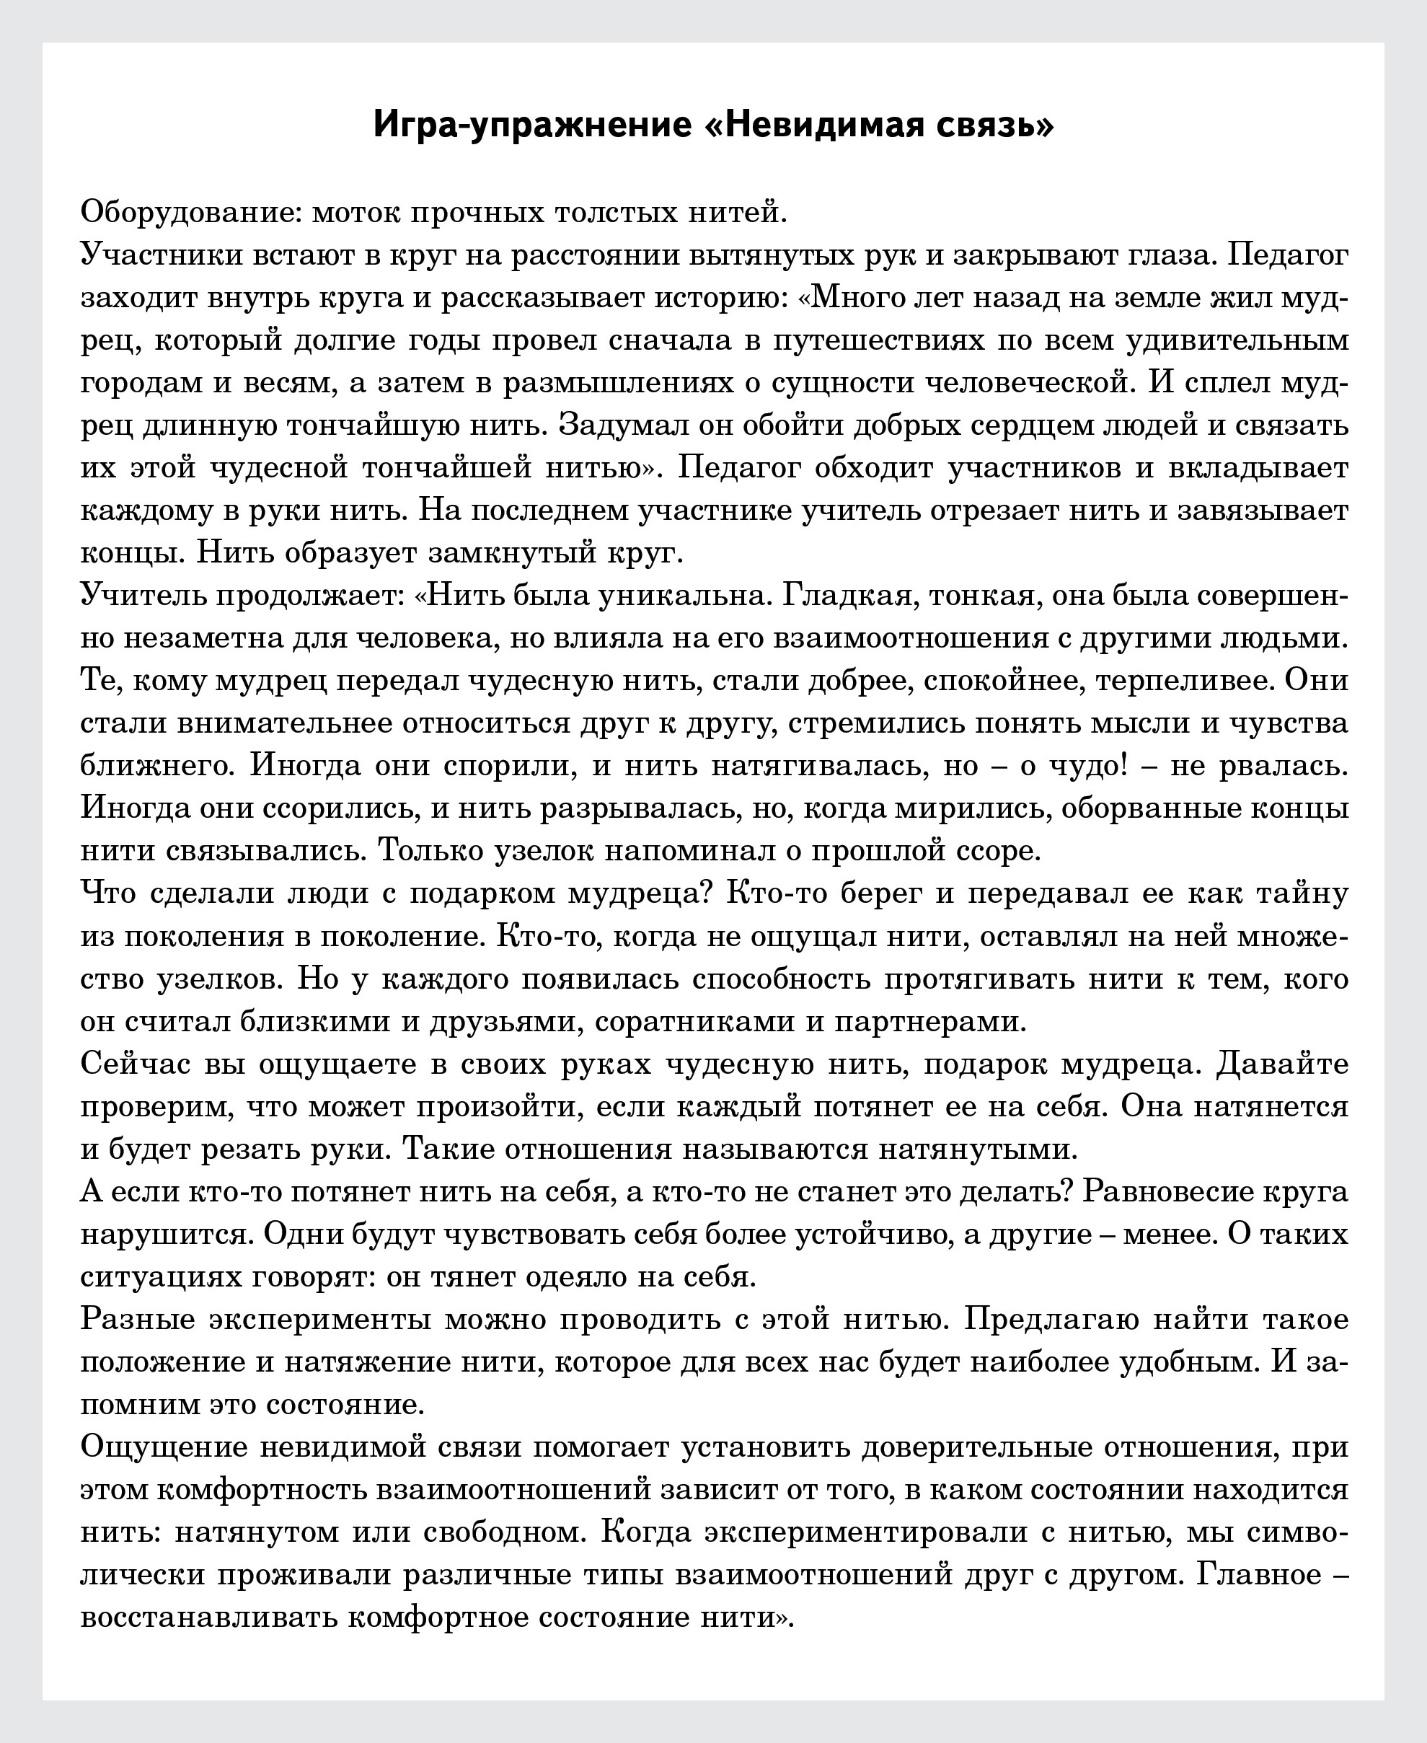 Игра-упражнение «Невидимая связь»
Оборудование: моток прочных толстых нитей.
Участники встают в круг на расстоянии вытянутых рук и закрывают глаза. Педагог
заходит внутрь круга и рассказывает историю: «Много лет назад на земле жил муд-
рец, который долгие годы провел сначала в путешествиях по всем удивительным
городам и весям, а затем в размышлениях о сущности человеческой. И сплел муд-
рец длинную тончайшую нить. Задумал он обойти добрых сердцем людей и связать
их этой чудесной тончайшей нитью». Педагог обходит участников и вкладывает
каждому в руки нить. На последнем участнике учитель отрезает нить и завязывает
концы. Нить образует замкнутый круг.
Учитель продолжает: «Нить была уникальна. Гладкая, тонкая, она была совершен-
но незаметна для человека, но влияла на его взаимоотношения с другими людьми.
Те, кому мудрец передал чудесную нить, стали добрее, спокойнее, терпеливее. Они
стали внимательнее относиться друг к другу, стремились понять мысли и чувства
ближнего. Иногда они спорили, и нить натягивалась, но – о чудо! – не рвалась.
Иногда они ссорились, и нить разрывалась, но, когда мирились, оборванные концы
нити связывались. Только узелок напоминал о прошлой ссоре.
Что сделали люди с подарком мудреца? Кто-то берег и передавал ее как тайну
из поколения в поколение. Кто-то, когда не ощущал нити, оставлял на ней множе-
ство узелков. Но у каждого появилась способность протягивать нити к тем, кого
он считал близкими и друзьями, соратниками и партнерами.
Сейчас вы ощущаете в своих руках чудесную нить, подарок мудреца. Давайте
проверим, что может произойти, если каждый потянет ее на себя. Она натянется
и будет резать руки. Такие отношения называются натянутыми.
А если кто-то потянет нить на себя, а кто-то не станет это делать? Равновесие круга
нарушится. Одни будут чувствовать себя более устойчиво, а другие – менее. О таких
ситуациях говорят: он тянет одеяло на себя.
Разные эксперименты можно проводить с этой нитью. Предлагаю найти такое
положение и натяжение нити, которое для всех нас будет наиболее удобным. И за-
помним это состояние.
Ощущение невидимой связи помогает установить доверительные отношения, при
этом комфортность взаимоотношений зависит от того, в каком состоянии находится
нить: натянутом или свободном. Когда экспериментировали с нитью, мы симво-
лически проживали различные типы взаимоотношений друг с другом. Главное –
восстанавливать комфортное состояние нити».